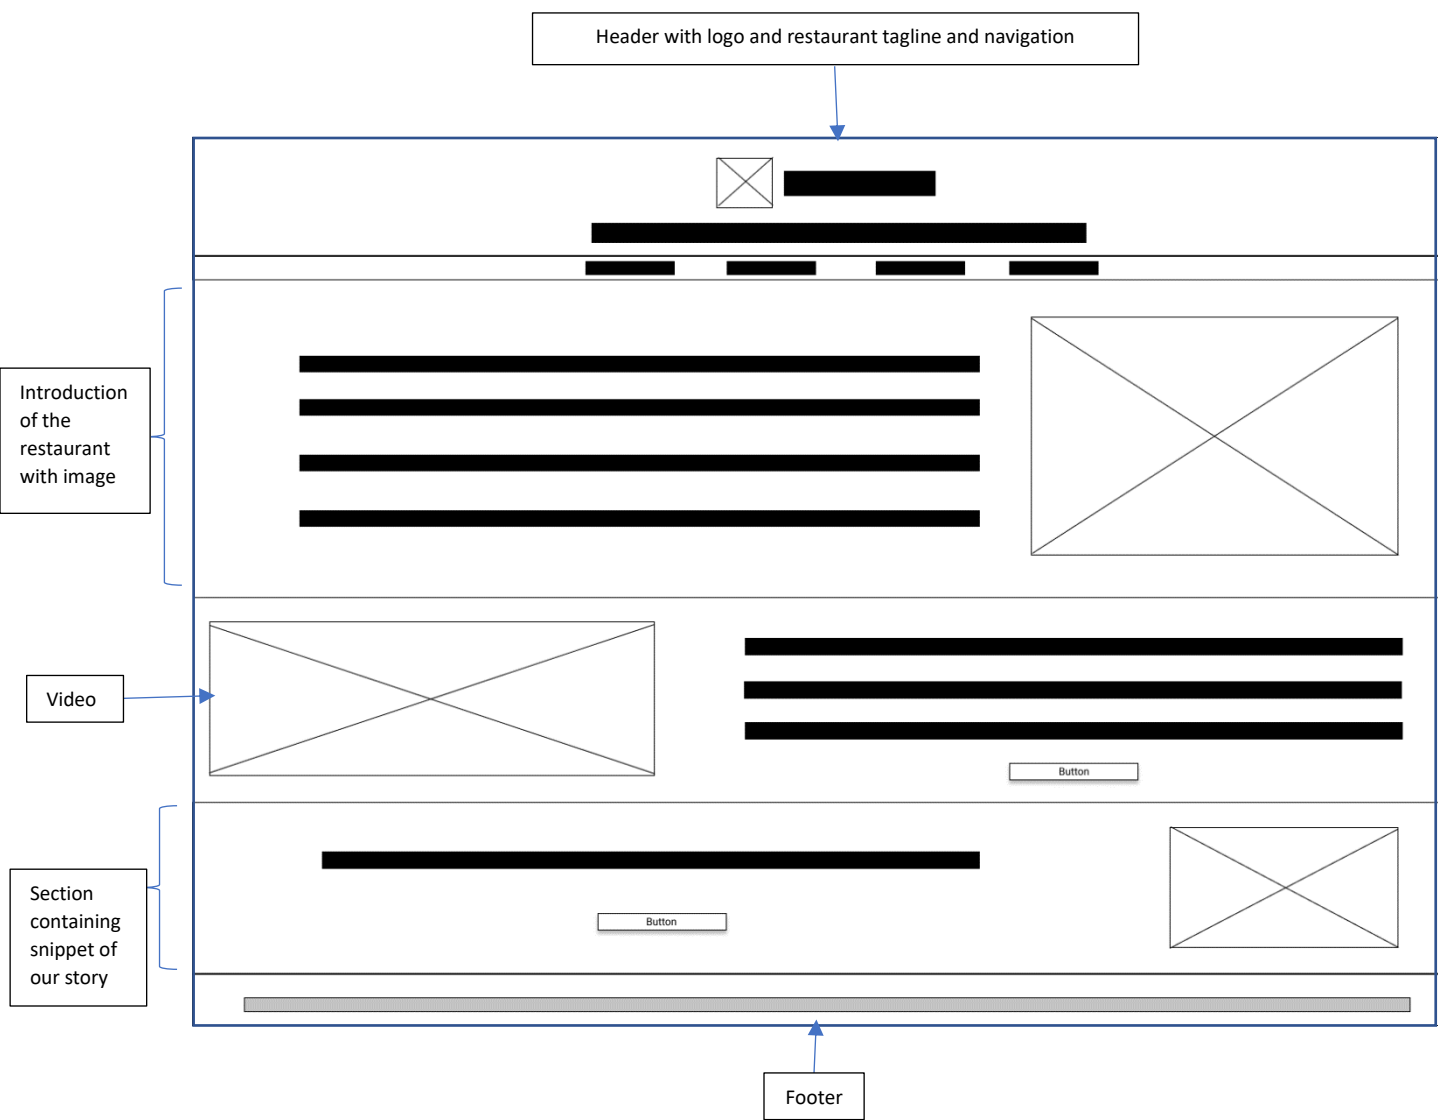 Header with logo and restaurant tagline and navigation
Introduction
of the
restaurant
with image
Video
Button
Section
containing
snippet of
our story
Button
Footer